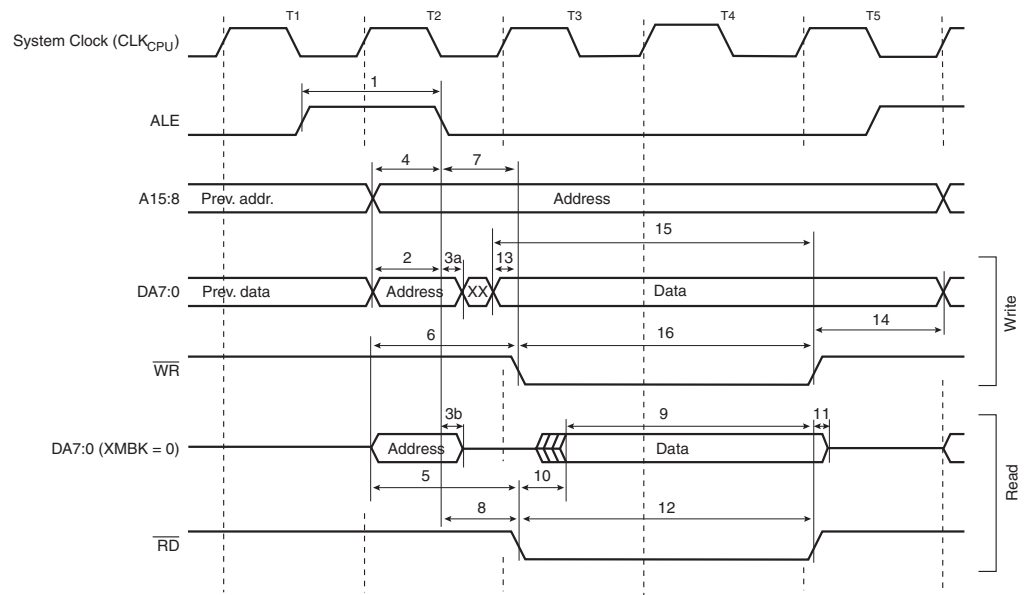 T1 T2 T3 T4 T5
System Clock (CLKCPU)
1
ALE
4 7
A15:8 Prev. addr. Address
15
2 3a 13
DA7:0 Prev. data Address XX Data
14
6 16
WR
Write
3b 9 11
DA7:0 (XMBK = 0) Address Data
5 10
8 12
RD
Read